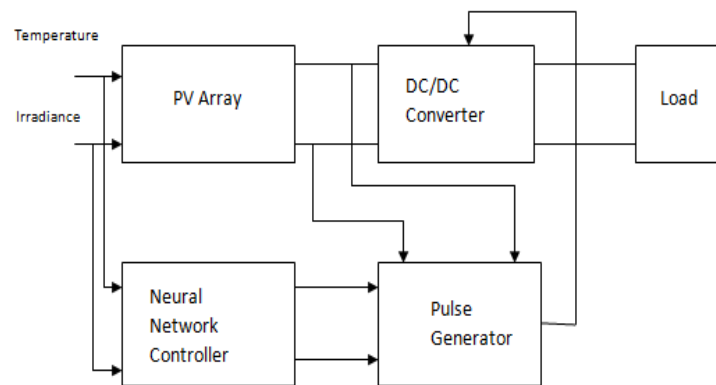 Temperature
Irradiance
PV Array
DC/DC
Converter
Load
Neural
Network
Controller
Pulse
Generator